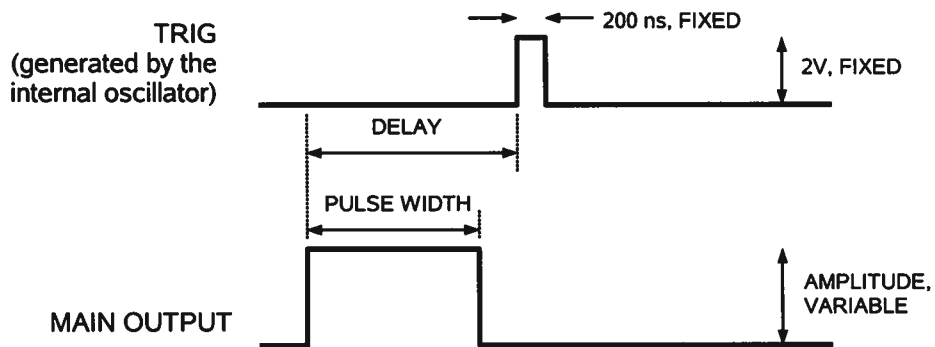 TRIG
(generated by the
internal oscillator)
200 ns, FIXED
2V, FIXED
DELAY
PULSE WIDTH
AMPLITUDE,
VARIABLE
MAIN OUTPUT